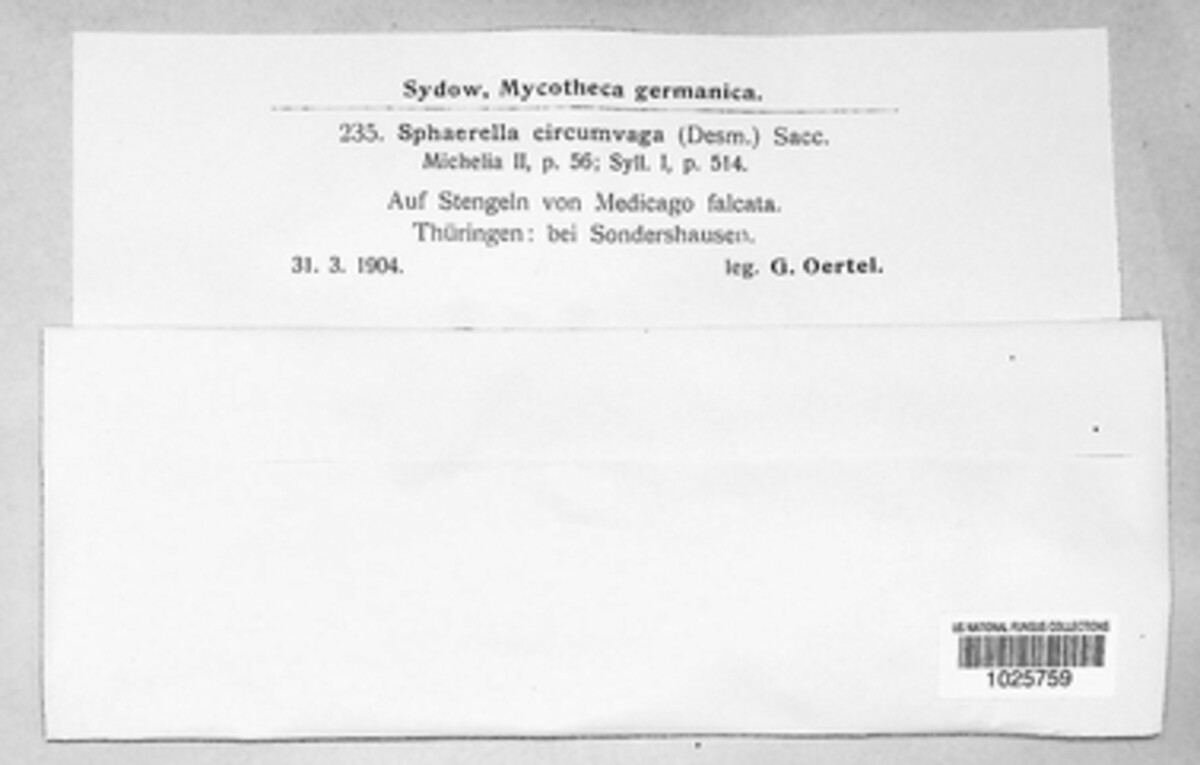 Sydow, Mycotheca germanica.
235. Sphaerella circumvaga (Desm.) Sacc.
Michelia II, p. 56; Syll. I, p. 514.
Auf Stengeln von Medicago falcata.
Thüringen: bei Sondershausen.
31. 3. 1904. leg. G. Oertel.
US NATIONAL FUNGUS COLLECTIONS
1025759